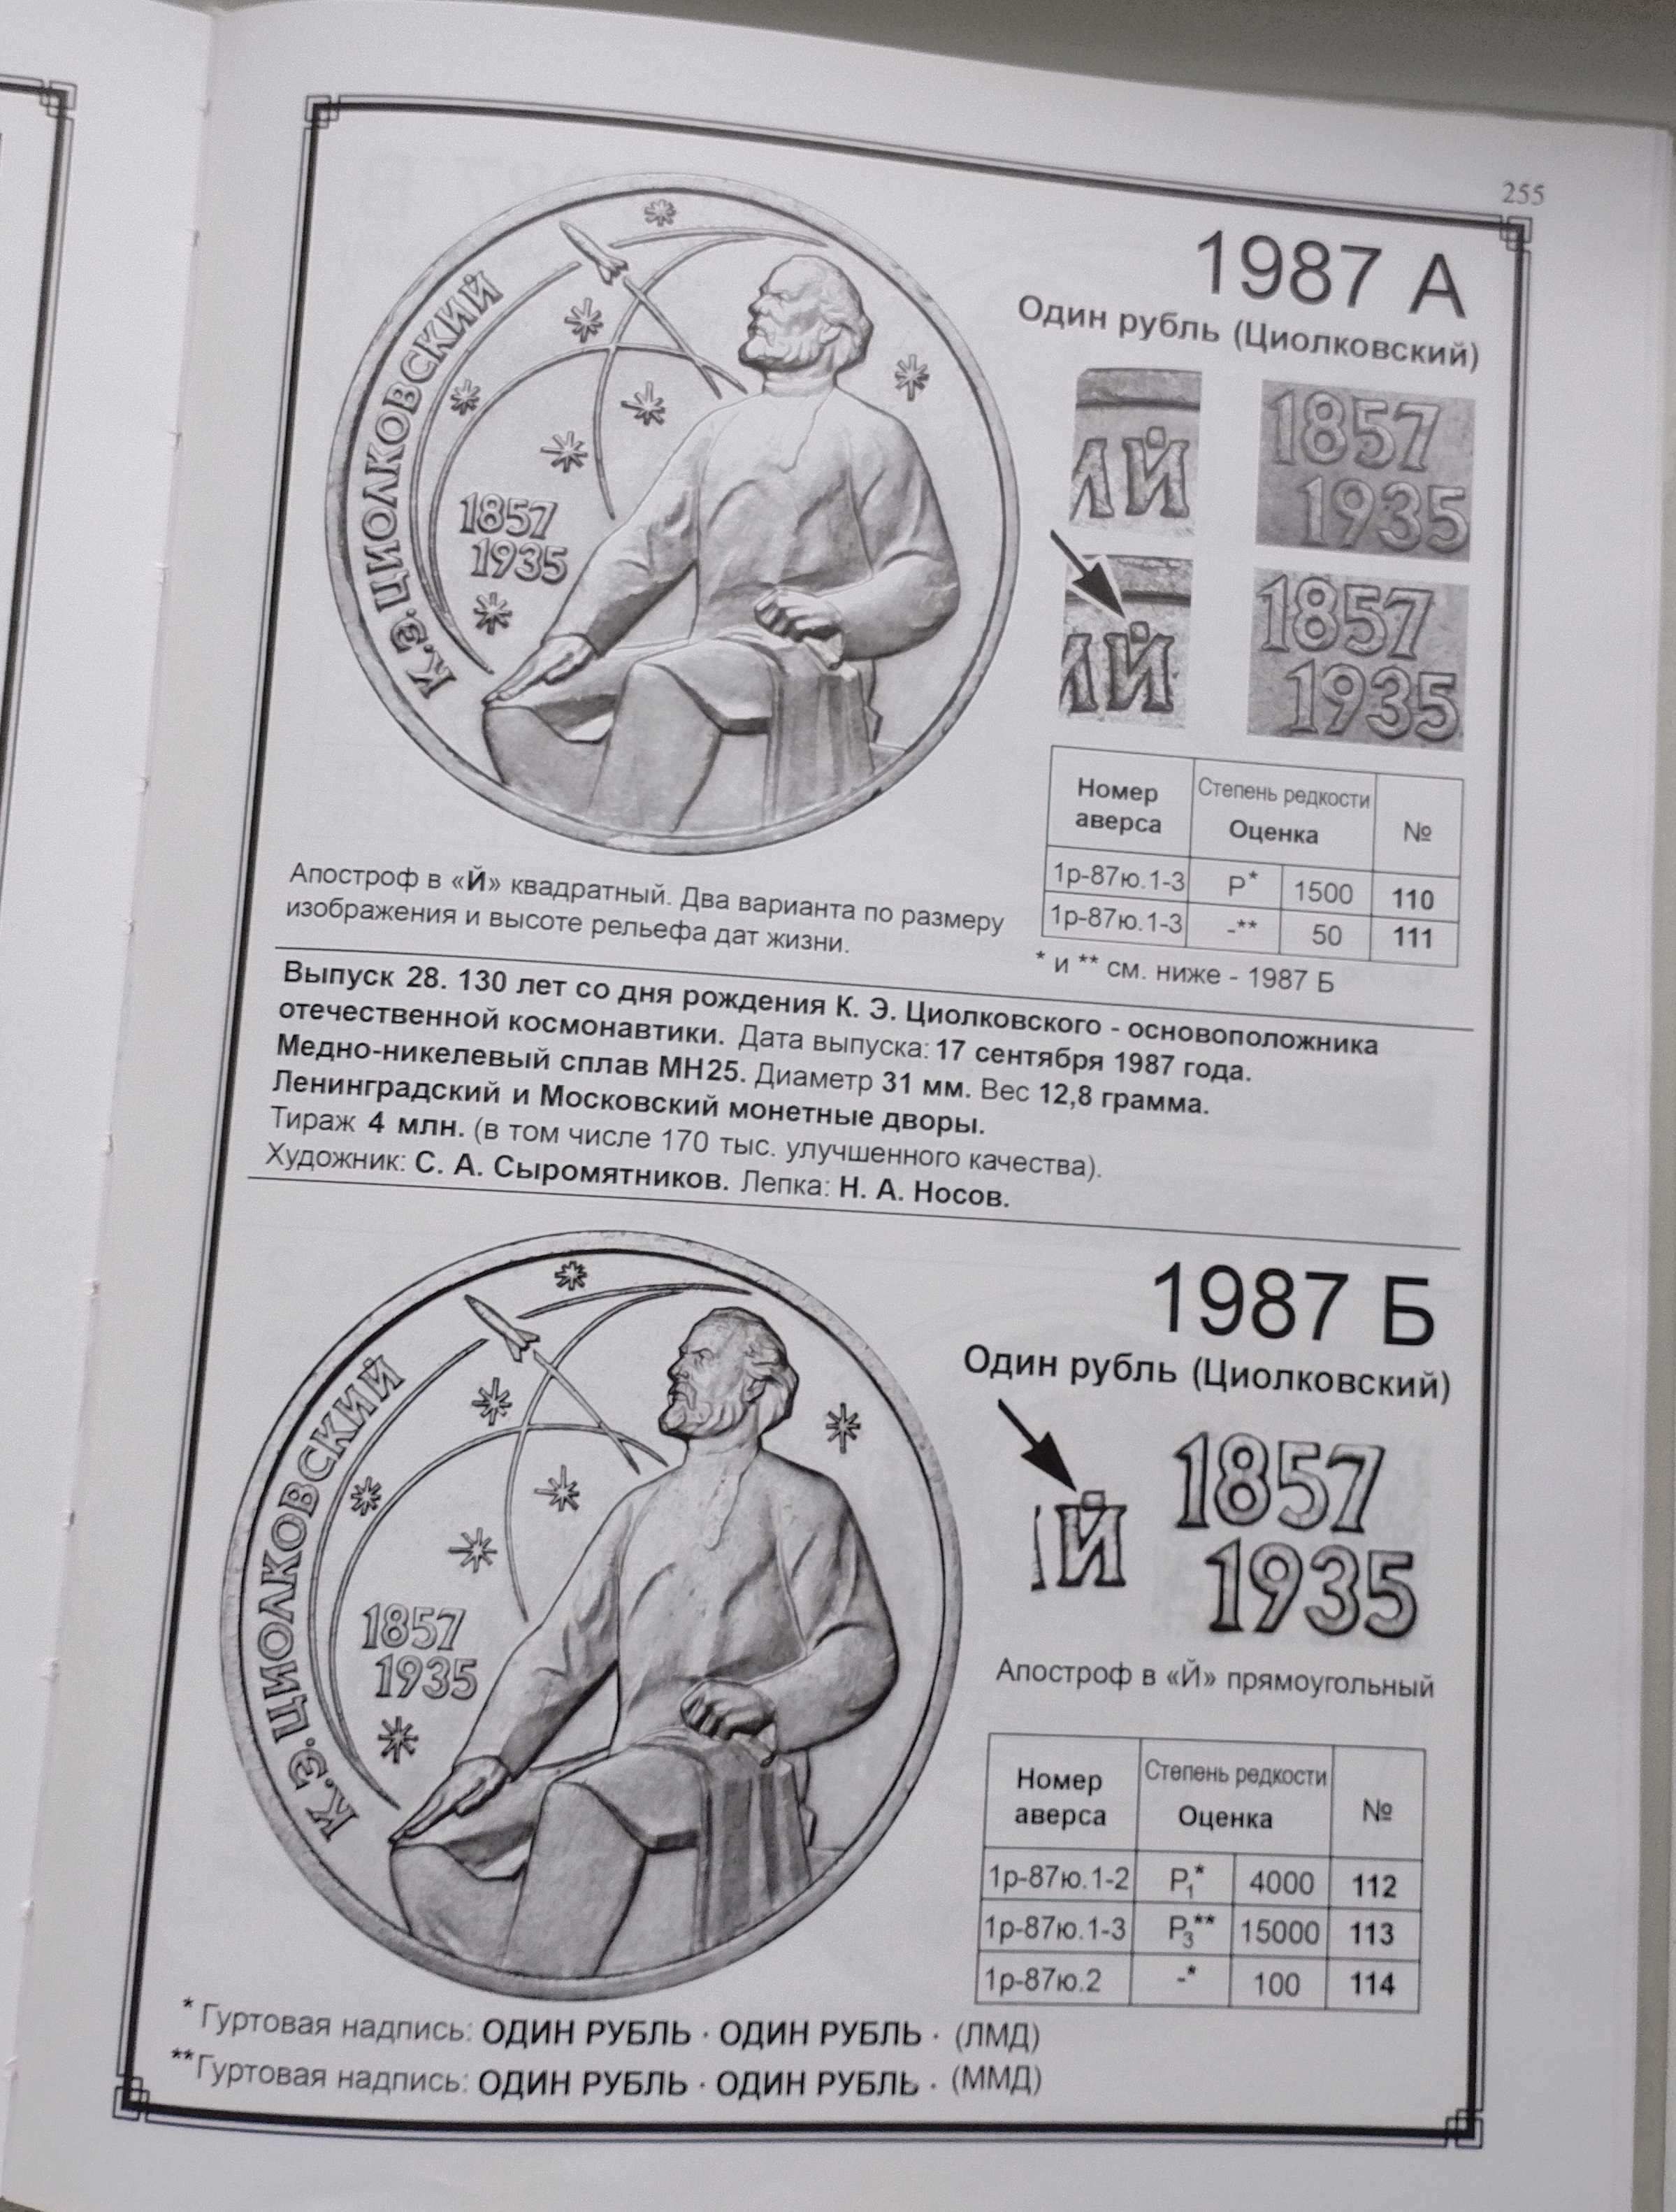 255
1987 А
Один рубль (Циолковский)
К.Э.ЦИОЛКОВСКИЙ
1857
1935
ИЙ
1857
1935
ИЙ
1857
1935
Номер аверса Степень редкости Оценка №
1р-87ю.1-3 Р* 1500 110
1р-87ю.1-3 -** 50 111
* и ** см. ниже - 1987 Б
Апостроф в «Й» квадратный. Два варианта по размеру
изображения и высоте рельефа дат жизни.
Выпуск 28. 130 лет со дня рождения К. Э. Циолковского - основоположника
отечественной космонавтики. Дата выпуска: 17 сентября 1987 года.
Медно-никелевый сплав МН25. Диаметр 31 мм. Вес 12,8 грамма.
Ленинградский и Московский монетные дворы.
Тираж 4 млн. (в том числе 170 тыс. улучшенного качества).
Художник: С. А. Сыромятников. Лепка: Н. А. Носов.
1987 Б
Один рубль (Циолковский)
К.Э.ЦИОЛКОВСКИЙ
1857
1935
Й
1857
1935
Апостроф в «Й» прямоугольный
Номер аверса Степень редкости Оценка №
1р-87ю.1-2 Р₁* 4000 112
1р-87ю.1-3 Р₃** 15000 113
1р-87ю.2 -* 100 114
* Гуртовая надпись: ОДИН РУБЛЬ · ОДИН РУБЛЬ · (ЛМД)
** Гуртовая надпись: ОДИН РУБЛЬ · ОДИН РУБЛЬ · (ММД)